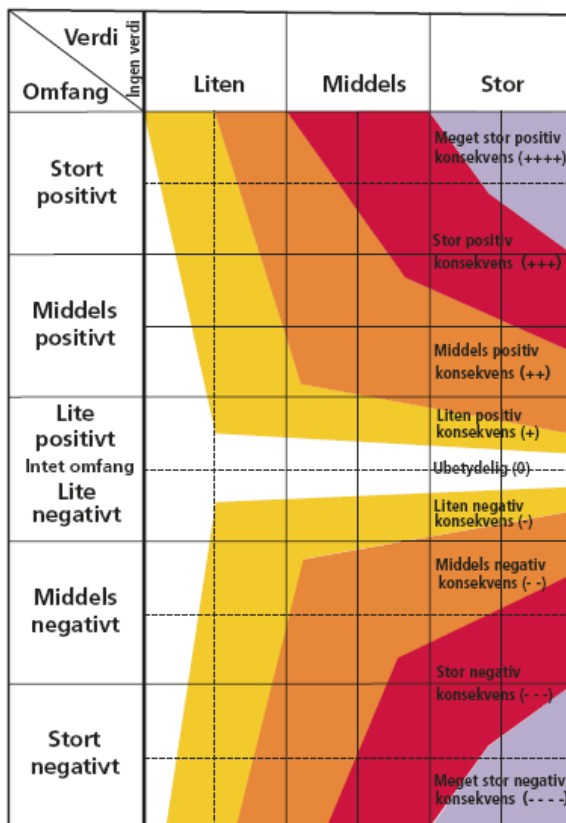 Verdi
Ingen verdi
Omfang
Liten
Middels
Stor
Stort
positivt
Meget stor positiv
konsekvens (++++)
Stor positiv
konsekvens (+++)
Middels
positivt
Middels positiv
konsekvens (++)
Lite
positivt
Liten positiv
konsekvens (+)
Intet omfang
Ubetydelig (0)
Lite
negativt
Liten negativ
konsekvens (-)
Middels
negativt
Middels negativ
konsekvens (- -)
Stor negativ
konsekvens (- - -)
Stort
negativt
Meget stor negativ
konsekvens (- - - -)